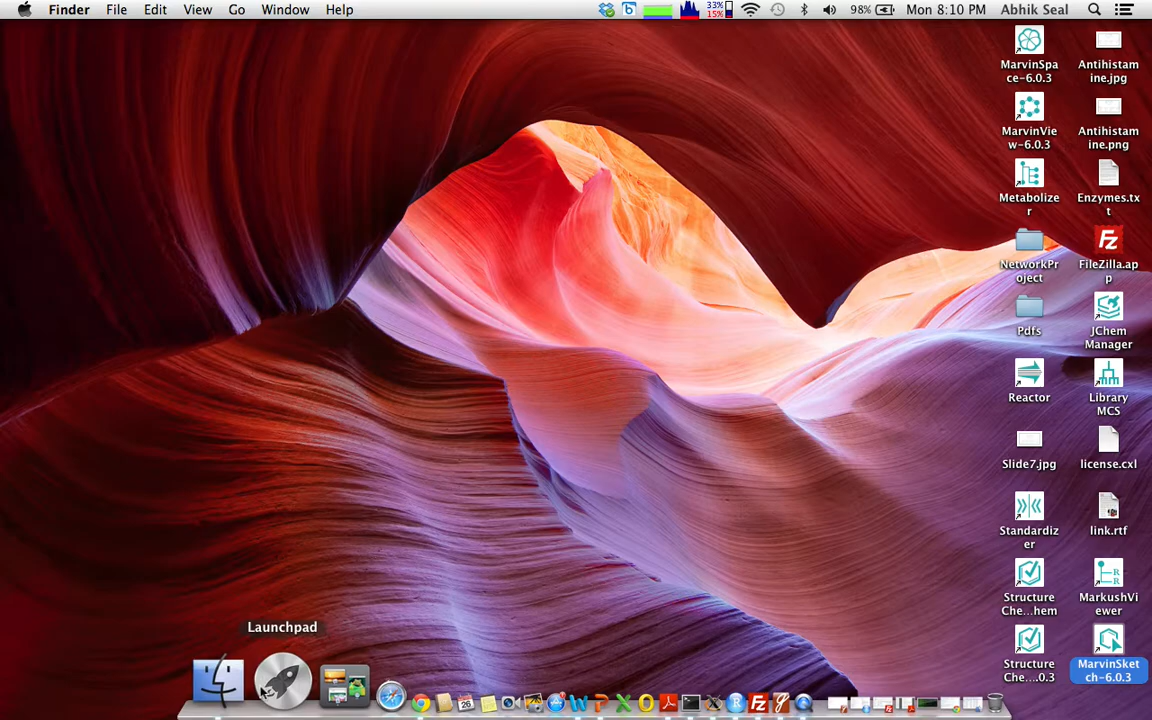 Finder File Edit View Go Window Help 33% 15% 98% Mon 8:10 PM Abhik Seal
MarvinSpa
ce-6.0.3
Antihistam
ine.jpg
MarvinVie
w-6.0.3
Antihistam
ine.png
Metabolize
r
Enzymes.tx
t
NetworkPr
oject
FileZilla.ap
p
Pdfs
JChem
Manager
Reactor
Library
MCS
Slide7.jpg
license.cxl
Standardiz
er
link.rtf
Structure
Che...hem
MarkushVi
ewer
Structure
Che...0.3
MarvinSket
ch-6.0.3
Launchpad
26